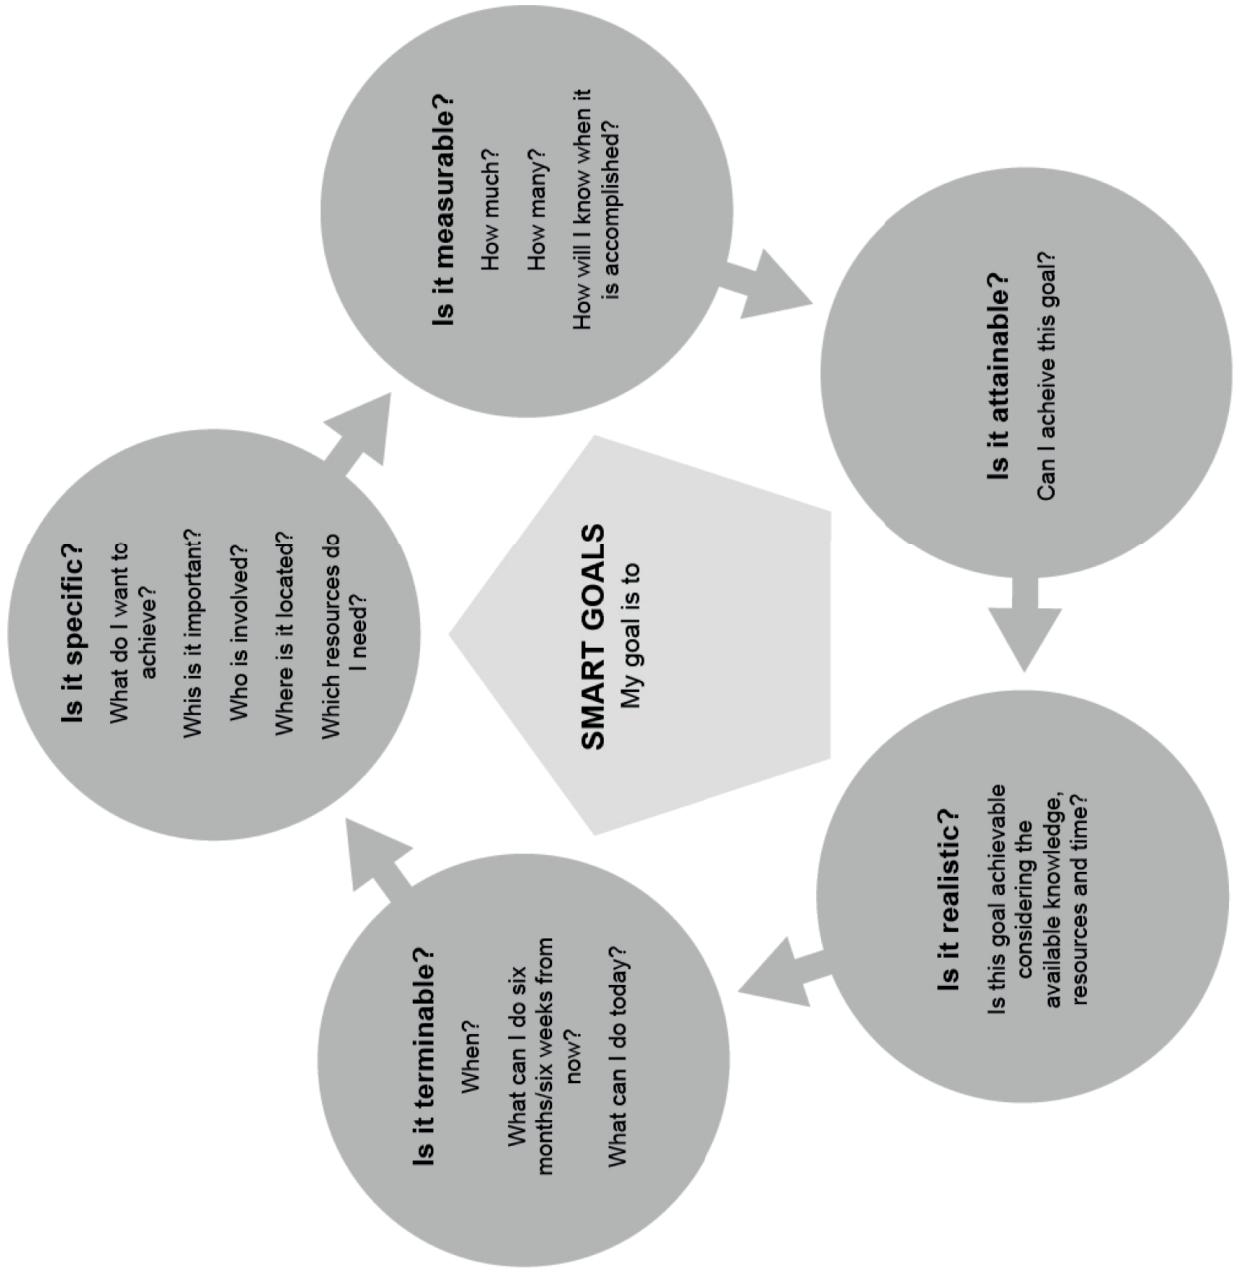 Is it specific?
What do I want to
achieve?
Whis is it important?
Who is involved?
Where is it located?
Which resources do
I need?
Is it measurable?
How much?
How many?
How will I know when it
is accomplished?
Is it attainable?
Can I acheive this goal?
Is it realistic?
Is this goal achievable
considering the
available knowledge,
resources and time?
Is it terminable?
When?
What can I do six
months/six weeks from
now?
What can I do today?
SMART GOALS
My goal is to